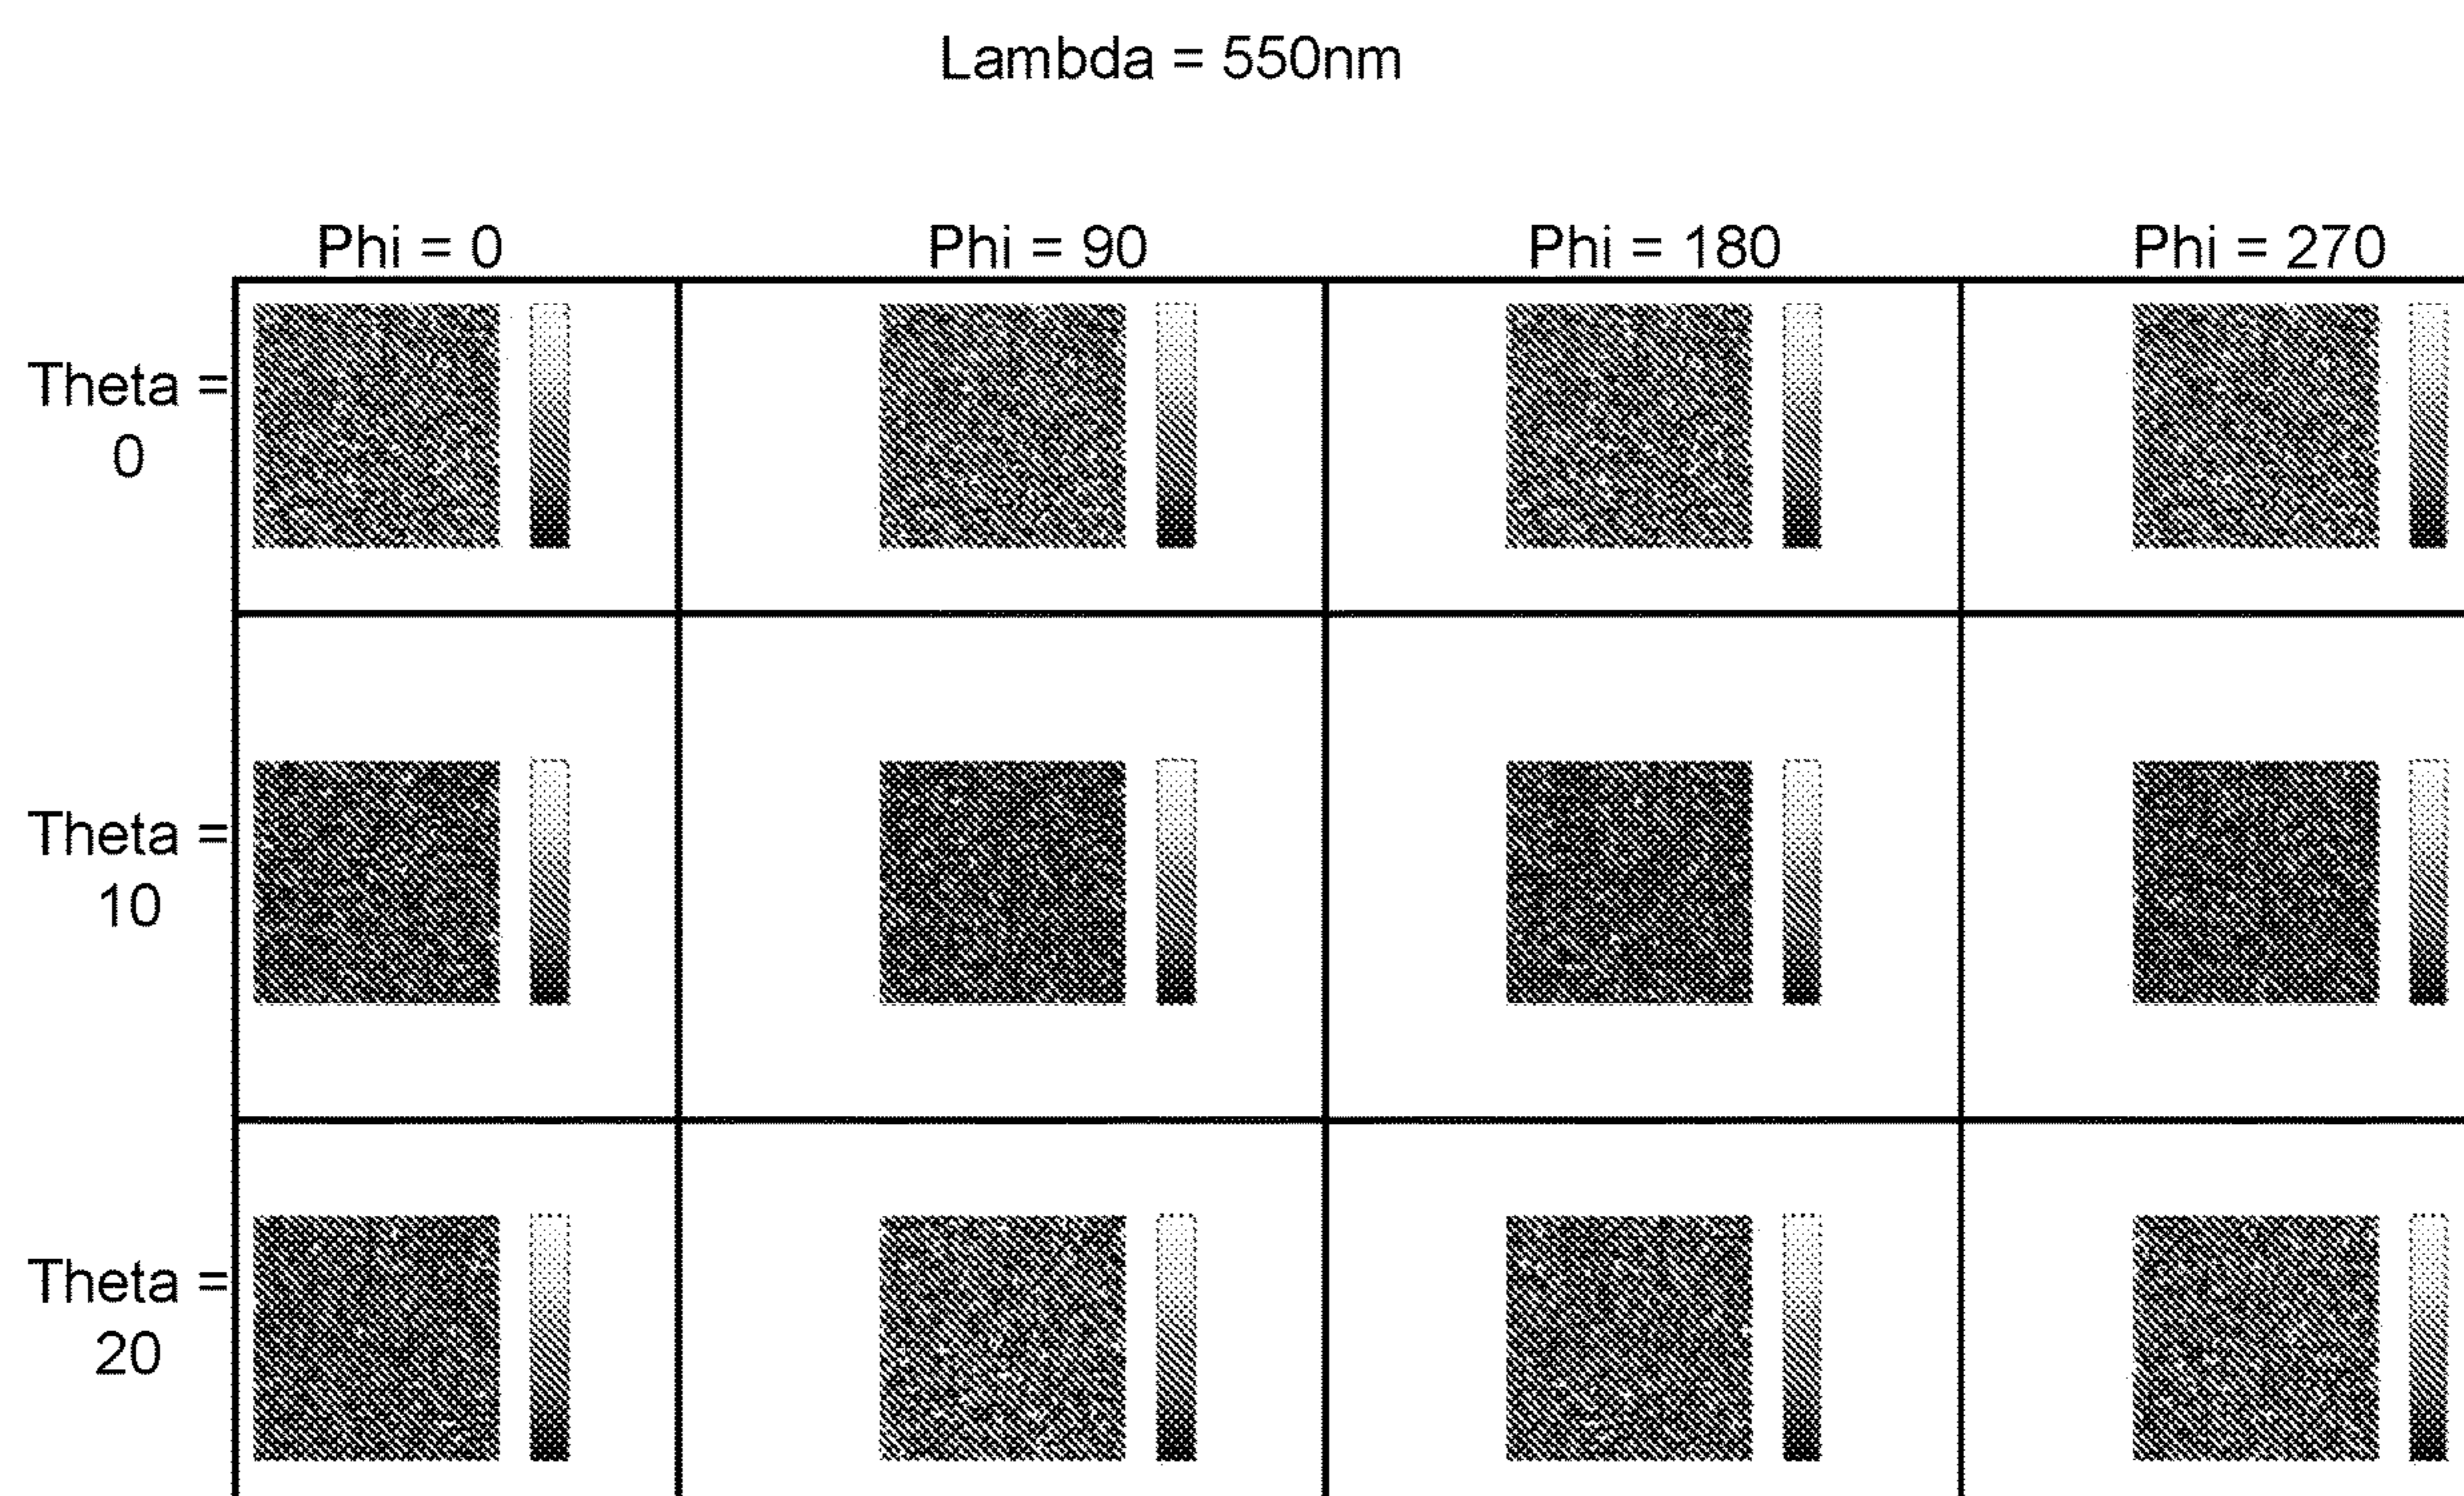 Lambda = 550nm
Phi = 0 Phi = 90 Phi = 180 Phi = 270
Theta =
0
Theta =
10
Theta =
20